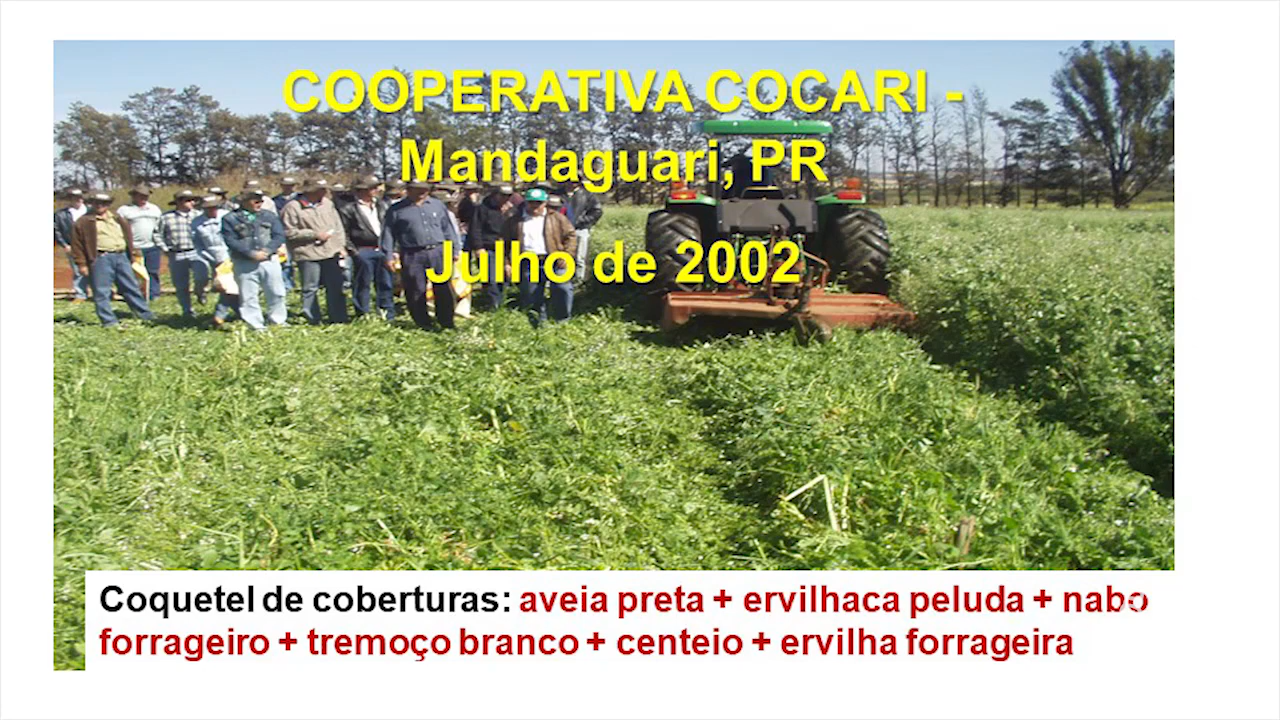 COOPERATIVA COCARI -
Mandaguari, PR
Julho de 2002
Coquetel de coberturas: aveia preta + ervilhaca peluda + nabo
forrageiro + tremoço branco + centeio + ervilha forrageira